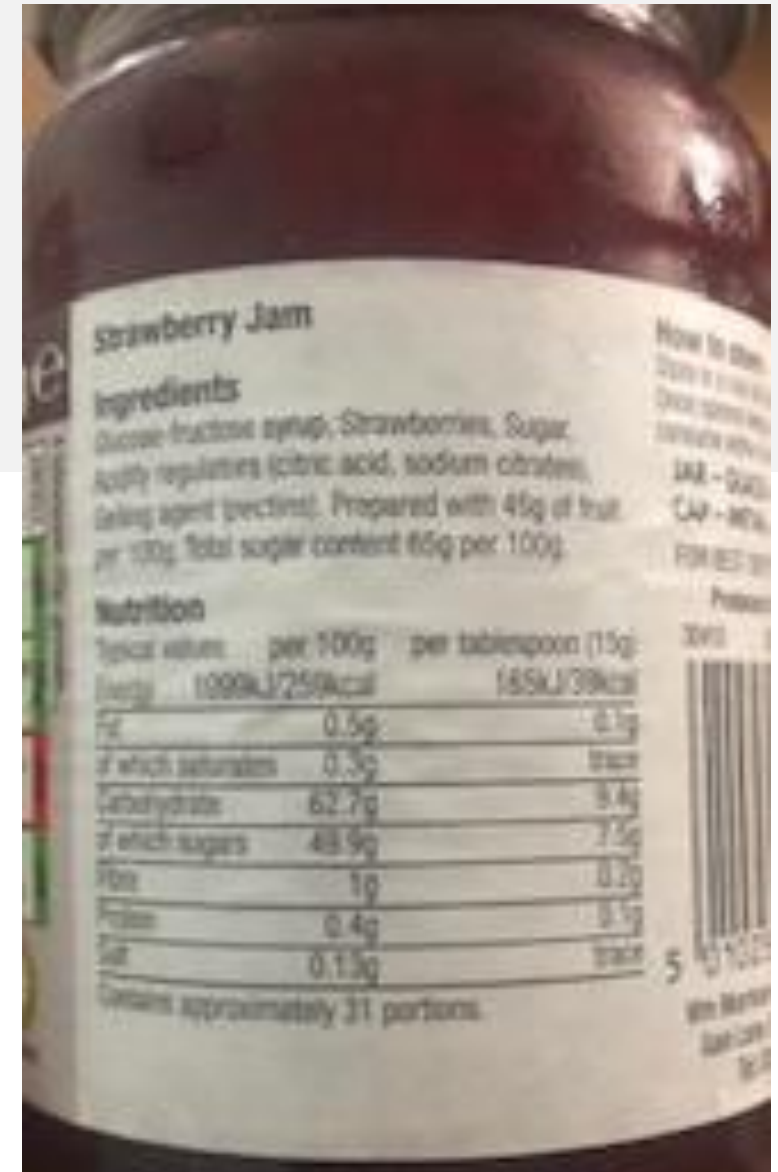 Strawberry Jam
Ingredients
Glucose-fructose syrup, Strawberries, Sugar,
Acidity regulators (citric acid, sodium citrates),
Gelling agent (pectins). Prepared with 45g of fruit
per 100g. Total sugar content 65g per 100g.
Nutrition
Typical values per 100g per tablespoon (15g)
Energy 1099kJ/259kcal 165kJ/39kcal
Fat 0.5g 0.1g
of which saturates 0.3g trace
Carbohydrate 62.7g 9.4g
of which sugars 49.9g 7.5g
Fibre 1g 0.2g
Protein 0.4g 0.1g
Salt 0.13g trace
Contains approximately 31 portions.
e
How to store
JAR -
CAP -
FOR BEST
5